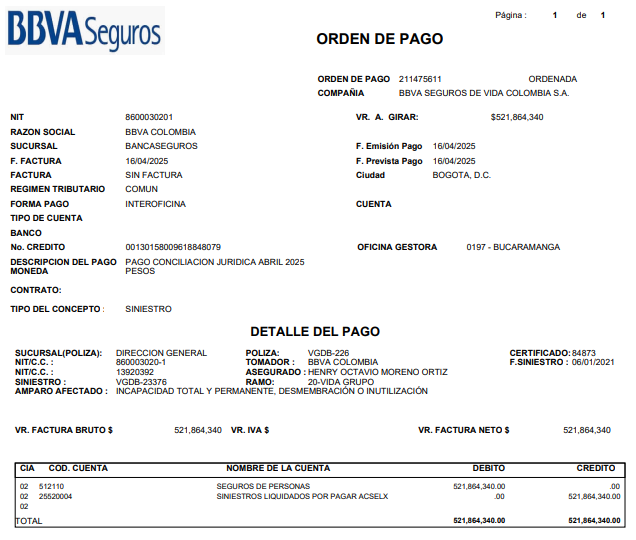 BBVA Seguros
Página : 1 de 1
ORDEN DE PAGO
ORDEN DE PAGO 211475611 ORDENADA
COMPAÑIA BBVA SEGUROS DE VIDA COLOMBIA S.A.
NIT 8600030201 VR. A. GIRAR: $521,864,340
RAZON SOCIAL BBVA COLOMBIA
SUCURSAL BANCASEGUROS F. Emisión Pago 16/04/2025
F. FACTURA 16/04/2025 F. Prevista Pago 16/04/2025
FACTURA SIN FACTURA Ciudad BOGOTA, D.C.
REGIMEN TRIBUTARIO COMUN
FORMA PAGO INTEROFICINA CUENTA
TIPO DE CUENTA
BANCO
No. CREDITO 00130158009618848079 OFICINA GESTORA 0197 - BUCARAMANGA
DESCRIPCION DEL PAGO PAGO CONCILIACION JURIDICA ABRIL 2025
MONEDA PESOS
CONTRATO:
TIPO DEL CONCEPTO : SINIESTRO
DETALLE DEL PAGO
SUCURSAL(POLIZA): DIRECCION GENERAL POLIZA: VGDB-226 CERTIFICADO: 84873
NIT/C.C. : 860003020-1 TOMADOR : BBVA COLOMBIA F.SINIESTRO : 06/01/2021
NIT/C.C. : 13920392 ASEGURADO : HENRY OCTAVIO MORENO ORTIZ
SINIESTRO : VGDB-23376 RAMO: 20-VIDA GRUPO
AMPARO AFECTADO : INCAPACIDAD TOTAL Y PERMANENTE, DESMEMBRACIÓN O INUTILIZACIÓN
VR. FACTURA BRUTO $ 521,864,340 VR. IVA $ VR. FACTURA NETO $ 521,864,340
CIA COD. CUENTA NOMBRE DE LA CUENTA DEBITO CREDITO
02 512110 SEGUROS DE PERSONAS 521,864,340.00 .00
02 25520004 SINIESTROS LIQUIDADOS POR PAGAR ACSELX .00 521,864,340.00
02
TOTAL 521,864,340.00 521,864,340.00